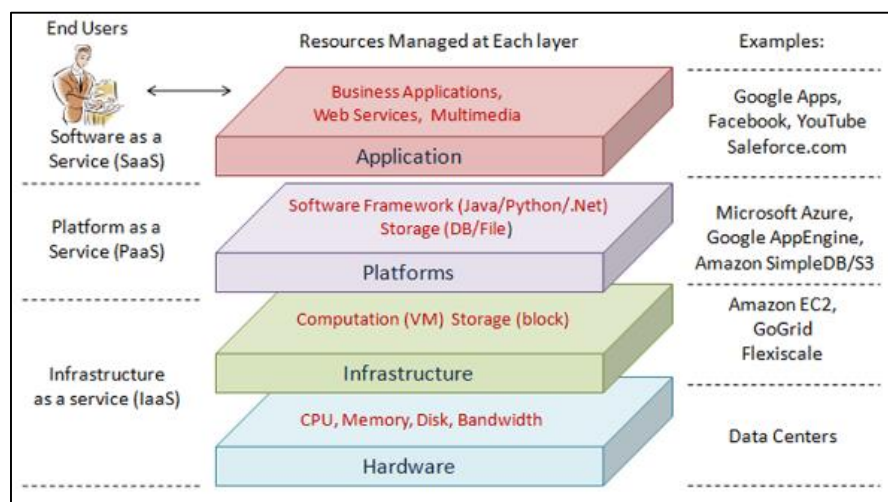 End Users
Resources Managed at Each layer
Examples:
Software as a
Service (SaaS)
Business Applications,
Web Services, Multimedia
Application
Google Apps,
Facebook, YouTube
Saleforce.com
Platform as a
Service (PaaS)
Software Framework (Java/Python/.Net)
Storage (DB/File)
Platforms
Microsoft Azure,
Google AppEngine,
Amazon SimpleDB/S3
Infrastructure
as a service (IaaS)
Computation (VM) Storage (block)
Infrastructure
Amazon EC2,
GoGrid
Flexiscale
CPU, Memory, Disk, Bandwidth
Hardware
Data Centers